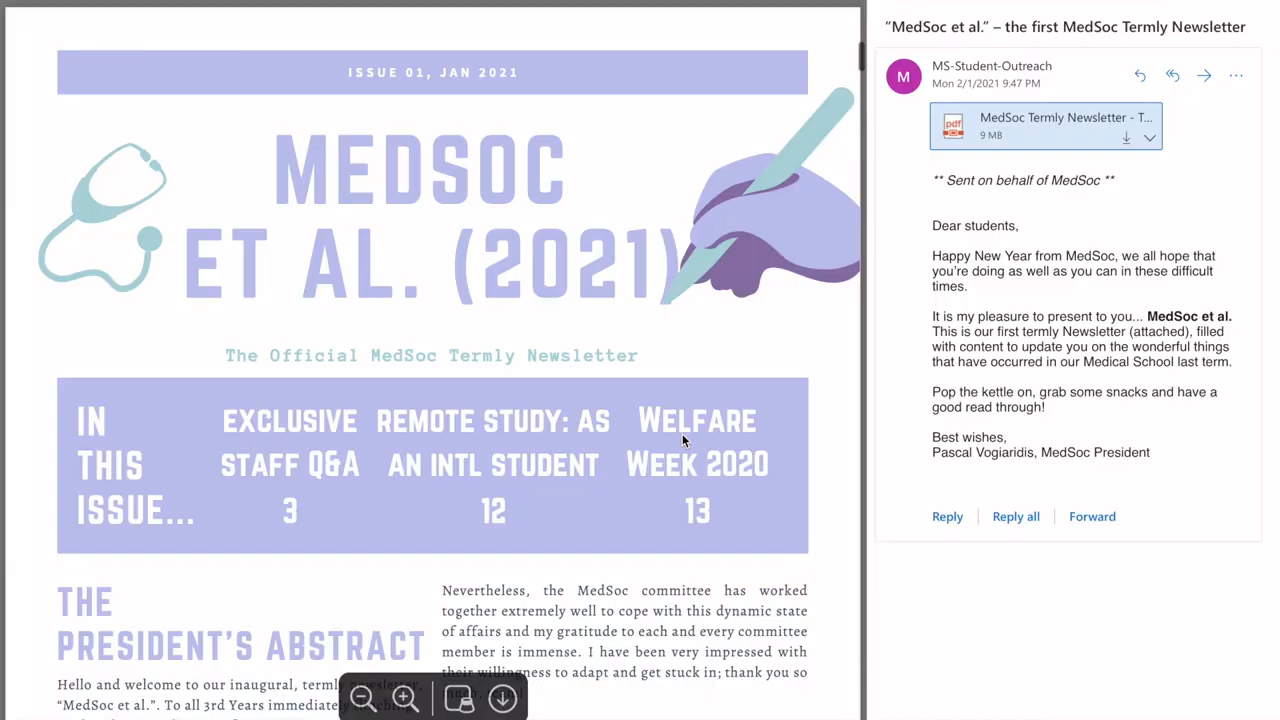 ISSUE 01, JAN 2021
MEDSOC
ET AL. (2021)
The Official MedSoc Termly Newsletter
IN
THIS
ISSUE...
EXCLUSIVE
STAFF Q&A
3
REMOTE STUDY: AS
AN INTL STUDENT
12
WELFARE
WEEK 2020
13
THE
PRESIDENT'S ABSTRACT
Hello and welcome to our inaugural, termly newsletter,
"MedSoc et al.". To all 3rd Years immediately
Nevertheless, the MedSoc committee has worked
together extremely well to cope with this dynamic state
of affairs and my gratitude to each and every committee
member is immense. I have been very impressed with
their willingness to adapt and get stuck in; thank you so
"MedSoc et al." – the first MedSoc Termly Newsletter
M
MS-Student-Outreach
Mon 2/1/2021 9:47 PM
pdf
MedSoc Termly Newsletter - T...
9 MB
** Sent on behalf of MedSoc **
Dear students,
Happy New Year from MedSoc, we all hope that
you're doing as well as you can in these difficult
times.
It is my pleasure to present to you... MedSoc et al.
This is our first termly Newsletter (attached), filled
with content to update you on the wonderful things
that have occurred in our Medical School last term.
Pop the kettle on, grab some snacks and have a
good read through!
Best wishes,
Pascal Vogiaridis, MedSoc President
Reply
Reply all
Forward